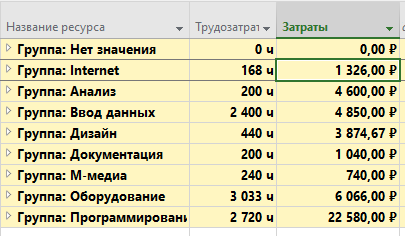 Название ресурса Трудозатрат Затраты
Группа: Нет значения 0 ч 0,00 ₽
Группа: Internet 168 ч 1 326,00 ₽
Группа: Анализ 200 ч 4 600,00 ₽
Группа: Ввод данных 2 400 ч 4 850,00 ₽
Группа: Дизайн 440 ч 3 874,67 ₽
Группа: Документация 200 ч 1 040,00 ₽
Группа: М-медиа 240 ч 740,00 ₽
Группа: Оборудование 3 033 ч 6 066,00 ₽
Группа: Программировани 2 720 ч 22 580,00 ₽